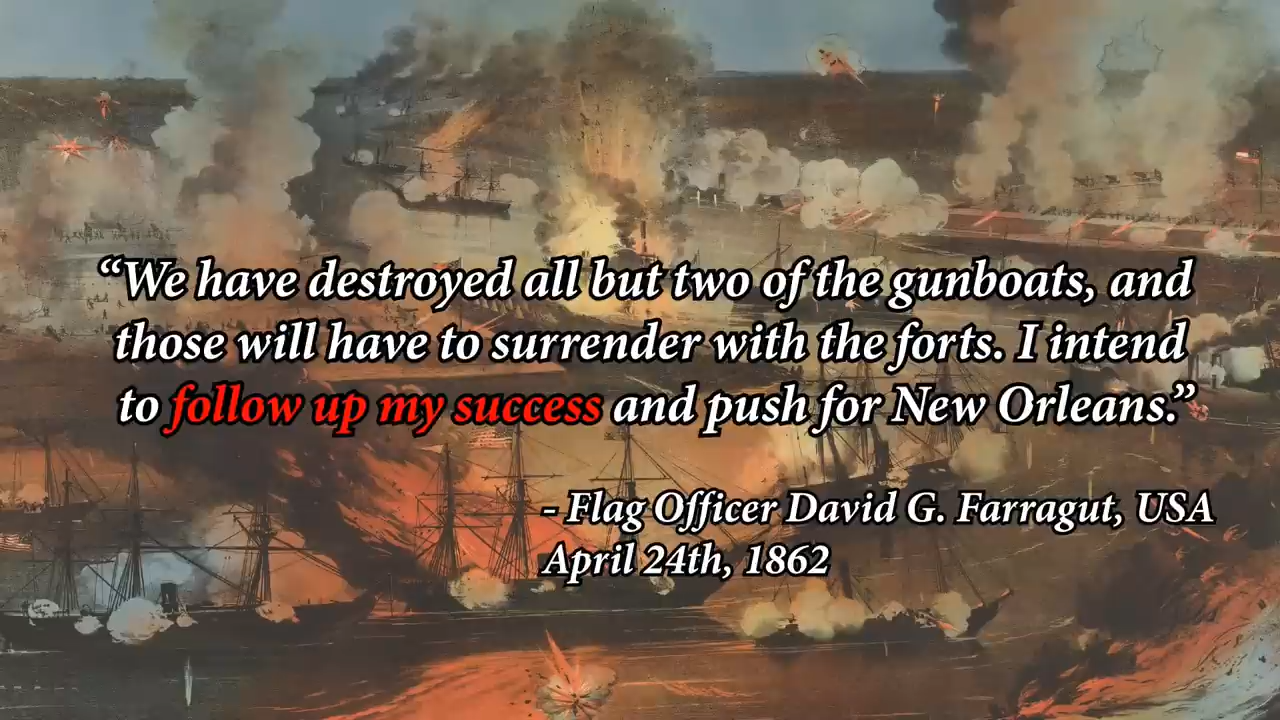 “We have destroyed all but two of the gunboats, and
those will have to surrender with the forts. I intend
to follow up my success and push for New Orleans.”
- Flag Officer David G. Farragut, USA
April 24th, 1862